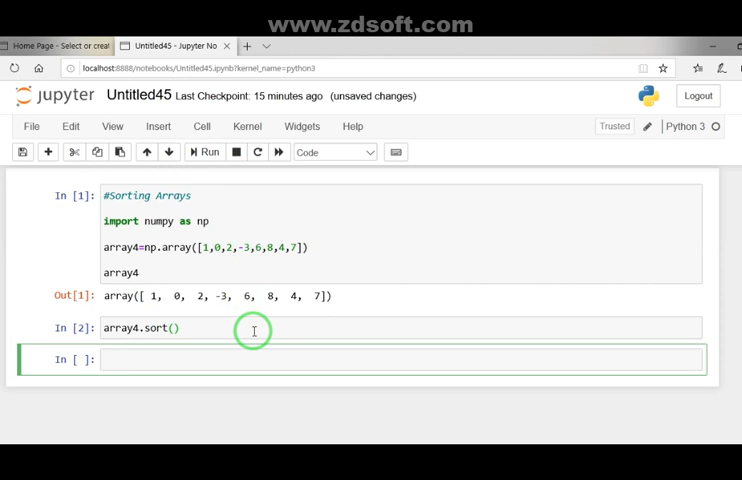 www.zdsoft.com
Home Page - Select or creat
Untitled45 - Jupyter No
localhost:8888/notebooks/Untitled45.ipynb?kernel_name=python3
jupyter Untitled45 Last Checkpoint: 15 minutes ago (unsaved changes)
Logout
File Edit View Insert Cell Kernel Widgets Help
Trusted
Python 3
Run
Code
In [1]: #Sorting Arrays
import numpy as np
array4=np.array([1,0,2,-3,6,8,4,7])
array4
Out[1]: array([ 1,  0,  2, -3,  6,  8,  4,  7])
In [2]: array4.sort()
In [ ]: